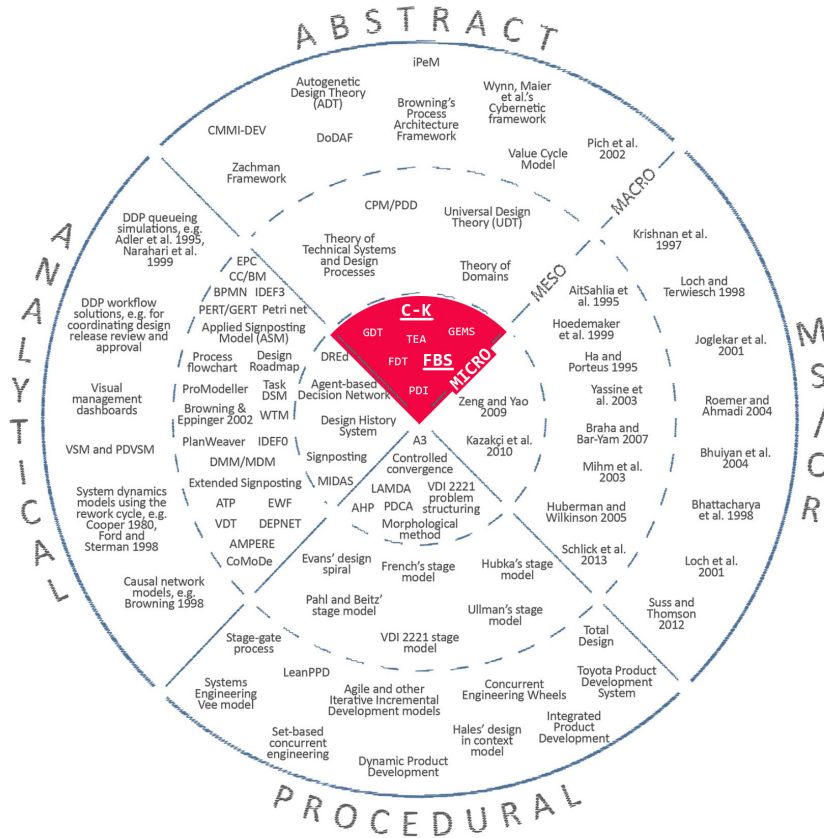 ABSTRACT
iPeM
Autogenetic
Design Theory
(ADT)
Wynn, Maier
et al.'s
Cybernetic
framework
Browning's
Process
Architecture
Framework
CMMI-DEV
DoDAF
Pich et al.
2002
Value Cycle
Model
Zachman
Framework
MACRO
CPM/PDD
Universal Design
Theory (UDT)
Theory of
Technical Systems
and Design
Processes
Theory of
Domains
MESO
C-K
GDT
TEA
GEMS
FDT
FBS
PDI
MICRO
ANALYTICAL
DDP queueing
simulations, e.g.
Adler et al. 1995,
Narahari et al.
1999
DDP workflow
solutions, e.g. for
coordinating design
release review and
approval
Visual
management
dashboards
VSM and PDVSM
System dynamics
models using the
rework cycle, e.g.
Cooper 1980,
Ford and
Sterman 1998
Causal network
models, e.g.
Browning 1998
EPC
CC/BM
BPMN IDEF3
PERT/GERT Petri net
Applied Signposting
Model (ASM)
Process
flowchart
Design
Roadmap
ProModeller
Task
DSM
Browning &
Eppinger 2002
WTM
PlanWeaver IDEF0
DMM/MDM
Extended Signposting
ATP EWF
VDT DEPNET
AMPERE
CoMoDe
DREd
Agent-based
Decision Network
Design History
System
Signposting
MIDAS
MS/OR
Krishnan et al.
1997
Loch and
Terwiesch 1998
Joglekar et al.
2001
Roemer and
Ahmadi 2004
Bhuiyan et al.
2004
Bhattacharya
et al. 1998
Loch et al.
2001
Suss and
Thomson
2012
AitSahlia et
al. 1995
Hoedemaker et
al. 1999
Ha and
Porteus 1995
Yassine et
al. 2003
Braha and
Bar-Yam 2007
Mihm et al.
2003
Huberman and
Wilkinson 2005
Schlick et al.
2013
Zeng and Yao
2009
Kazakçi et al.
2010
A3
Controlled
convergence
LAMDA
VDI 2221
problem
structuring
AHP PDCA
Morphological
method
Evans' design
spiral
French's stage
model
Hubka's stage
model
Pahl and Beitz'
stage model
Ullman's stage
model
VDI 2221 stage
model
Total
Design
Stage-gate
process
LeanPPD
Systems
Engineering
Vee model
Agile and other
Iterative Incremental
Development models
Concurrent
Engineering Wheels
Toyota Product
Development
System
Set-based
concurrent
engineering
Hales' design
in context
model
Integrated
Product
Development
Dynamic Product
Development
PROCEDURAL